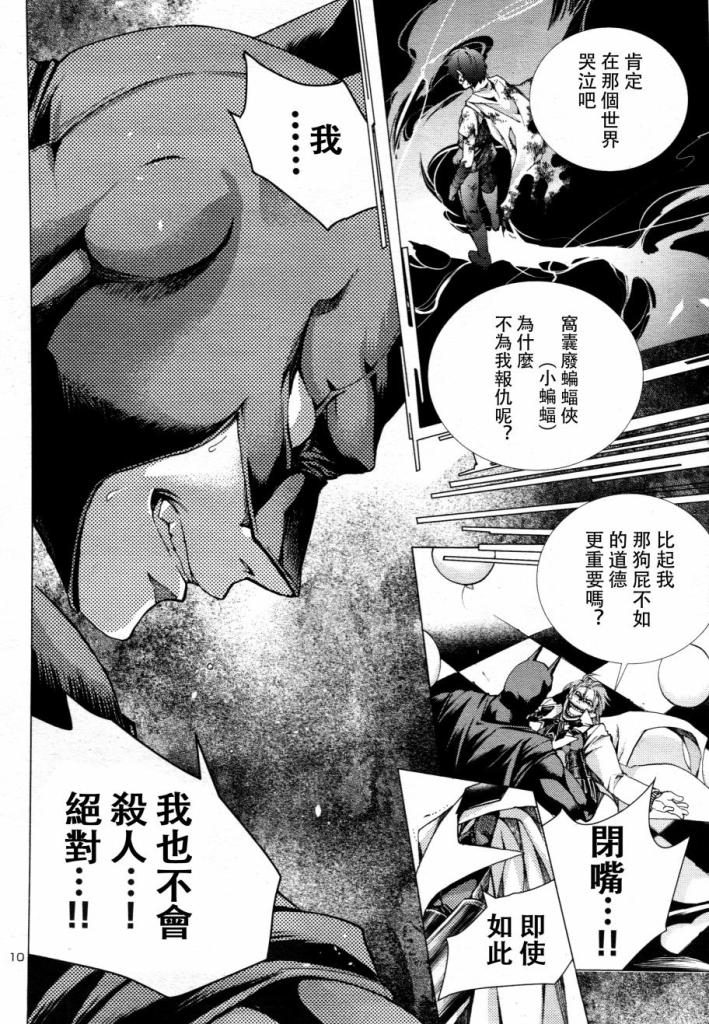 肯定
在那個世界
哭泣吧
窩囊廢蝙蝠俠
(小蝙蝠)
為什麼
不為我報仇呢？
比起我
那狗屁不如
的道德
更重要嗎？
閉嘴…!!
即使
如此
我
……
我也不會
殺人…！
絕對…!!
10